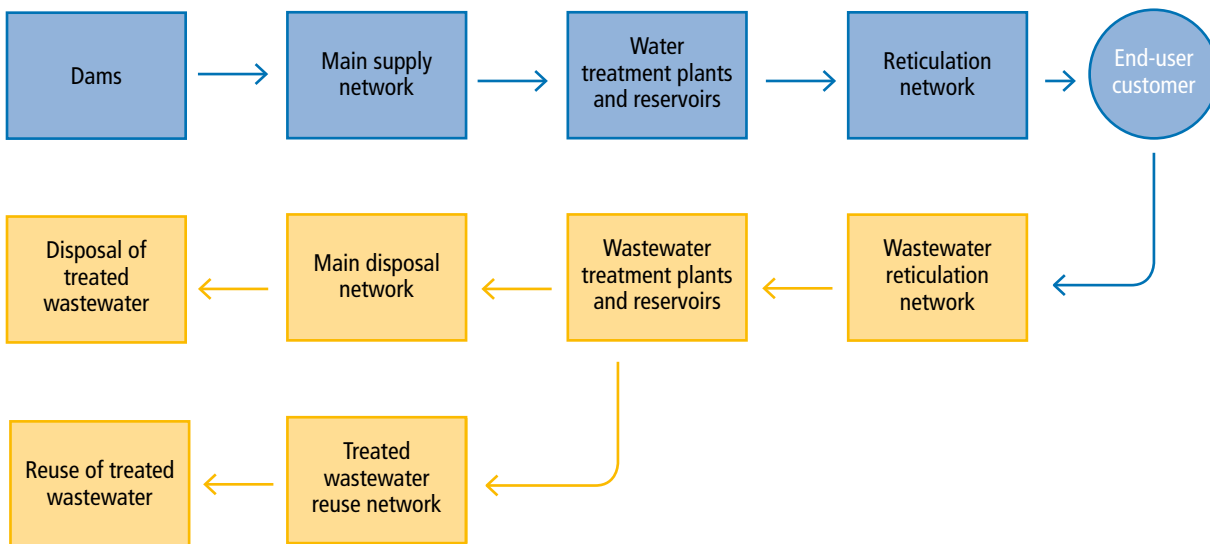 Dams
Main supply
network
Water
treatment plants
and reservoirs
Reticulation
network
End-user
customer
Disposal of
treated
wastewater
Main disposal
network
Wastewater
treatment plants
and reservoirs
Wastewater
reticulation
network
Reuse of treated
wastewater
Treated
wastewater
reuse network